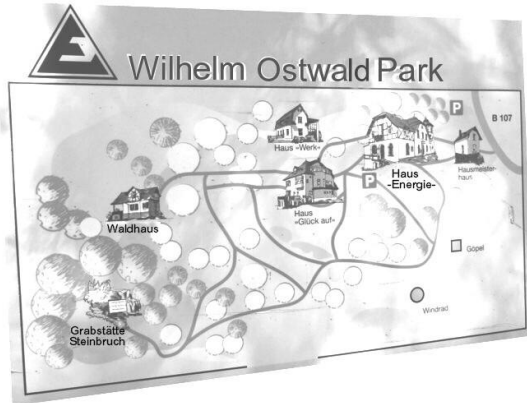 E
Wilhelm Ostwald Park
P
B 107
Haus »Werk«
Haus
-Energie-
Hausmeister-
haus
P
Haus
»Glück auf«
Waldhaus
Göpel
Windrad
Grabstätte
Steinbruch